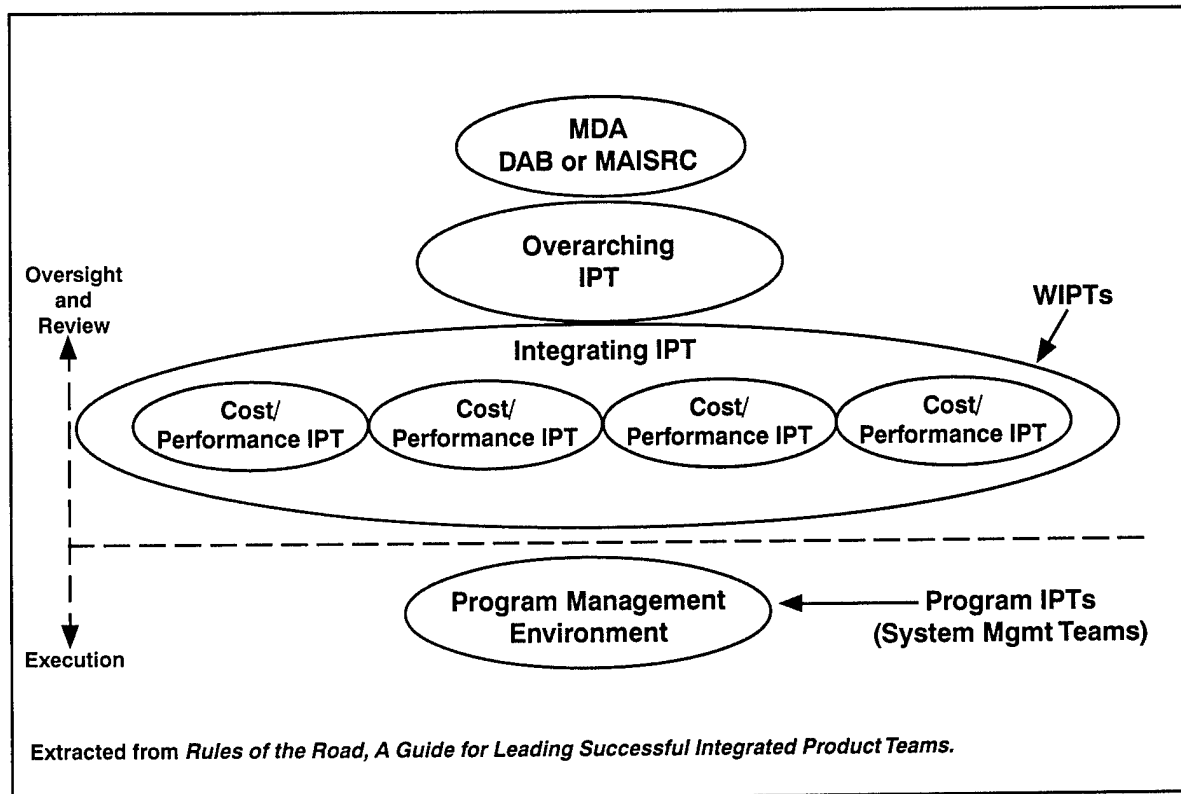 MDA
DAB or MAISRC
Overarching
IPT
Oversight
and
Review
WIPTs
Integrating IPT
Cost/
Performance IPT
Cost/
Performance IPT
Cost/
Performance IPT
Cost/
Performance IPT
Program Management
Environment
Program IPTs
(System Mgmt Teams)
Execution
Extracted from Rules of the Road, A Guide for Leading Successful Integrated Product Teams.